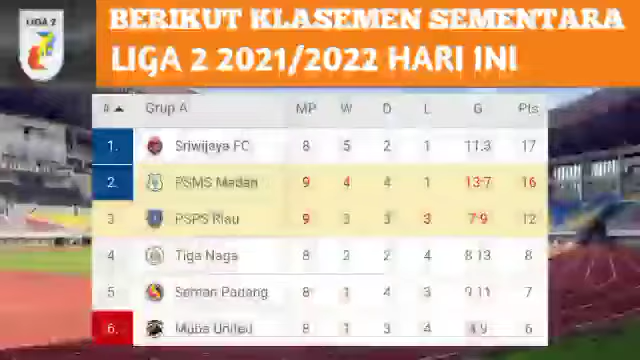 LIGA 2
BERIKUT KLASEMEN SEMENTARA
LIGA 2 2021/2022 HARI INI
# Grup A MP W D L G Pts
1. Sriwijaya FC 8 5 2 1 11:3 17
2. PSMS Medan 9 4 4 1 13:7 16
3 PSPS Riau 9 3 3 3 7:9 12
4 Tiga Naga 8 2 2 4 8:13 8
5 Semen Padang 8 1 4 3 9:11 7
6. Muba United 8 1 3 4 4:9 6